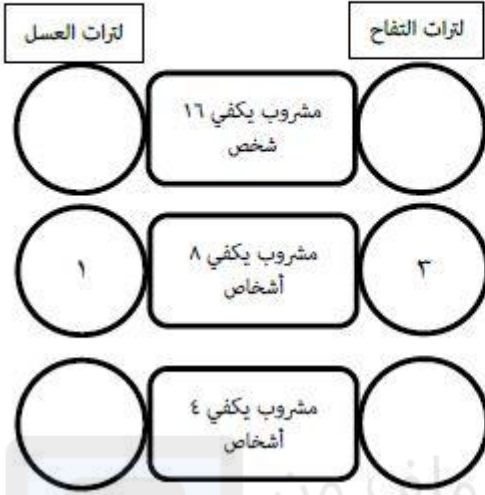 لترات التفاح
لترات العسل
مشروب يكفي ١٦
شخص
٣
مشروب يكفي ٨
أشخاص
١
مشروب يكفي ٤
أشخاص